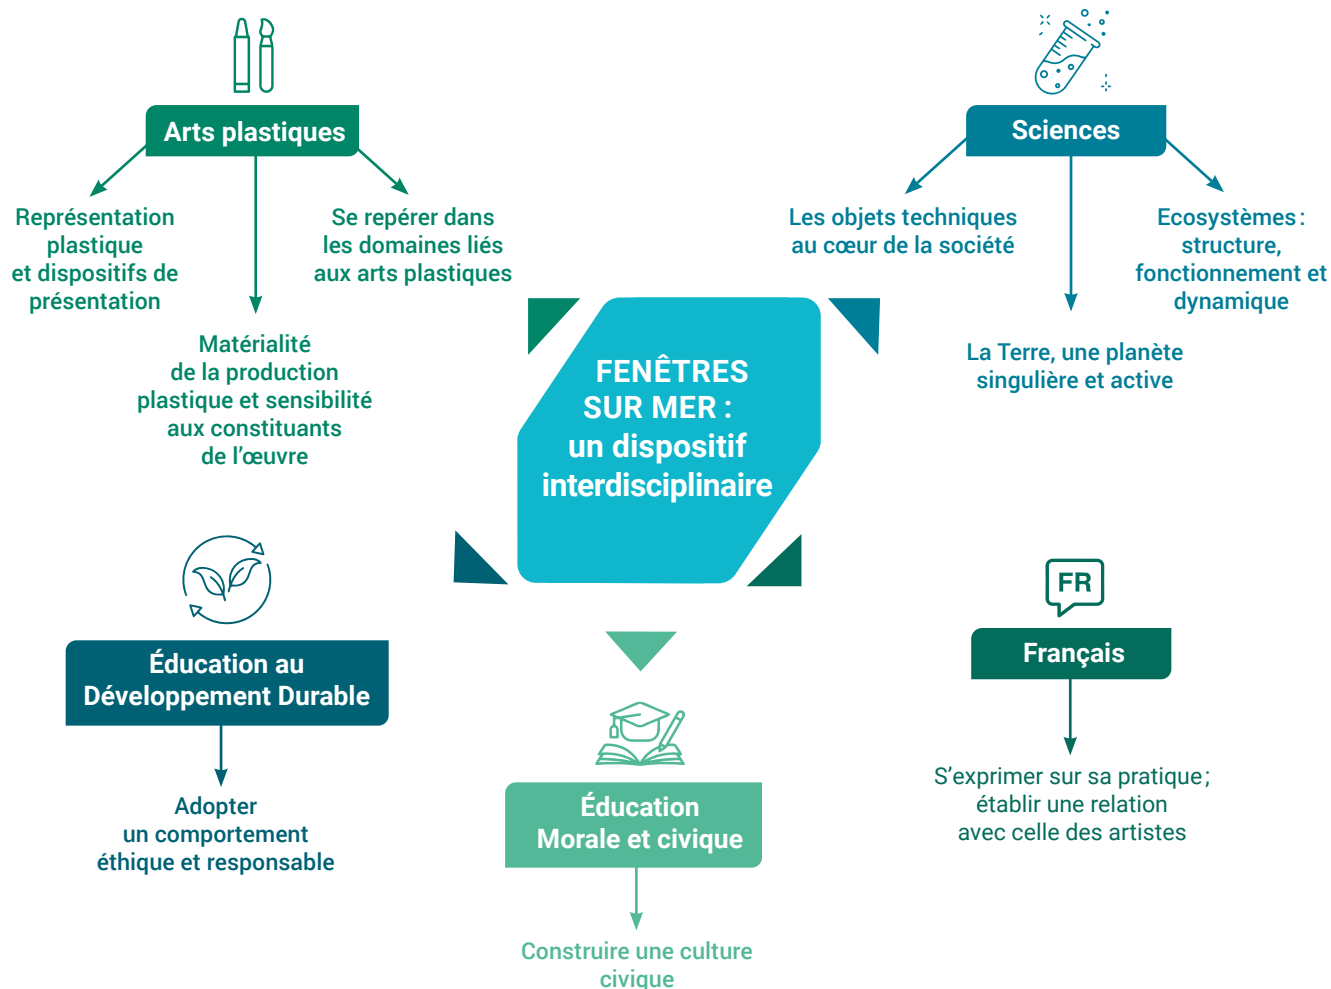 Arts plastiques
Représentation
plastique
et dispositifs de
présentation
Matérialité
de la production
plastique et sensibilité
aux constituants
de l’œuvre
Se repérer dans
les domaines liés
aux arts plastiques
Sciences
Les objets techniques
au cœur de la société
La Terre, une planète
singulière et active
Ecosystèmes :
structure,
fonctionnement et
dynamique
FENÊTRES
SUR MER :
un dispositif
interdisciplinaire
Éducation au
Développement Durable
Adopter
un comportement
éthique et responsable
Éducation
Morale et civique
Construire une culture
civique
FR
Français
S’exprimer sur sa pratique ;
établir une relation
avec celle des artistes